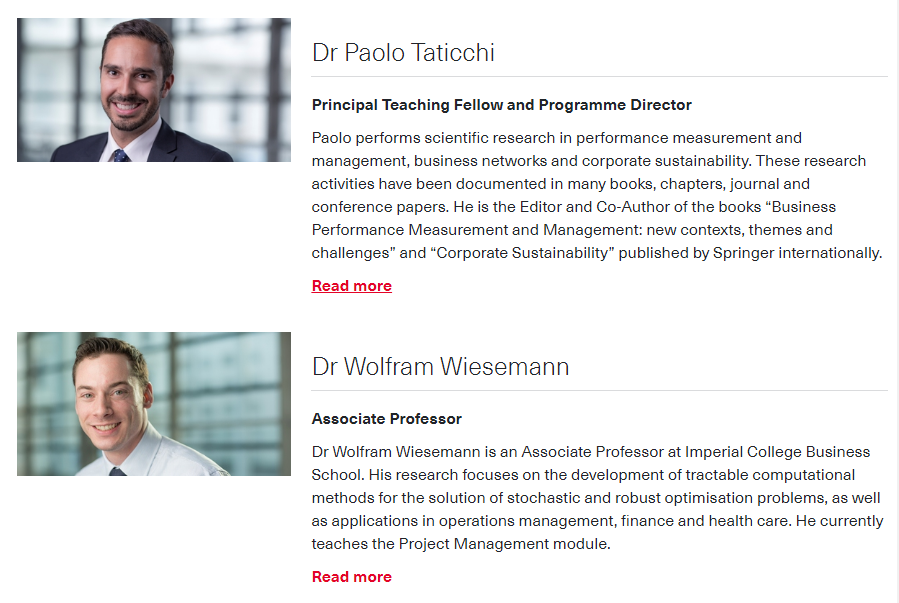 Dr Paolo Taticchi
Principal Teaching Fellow and Programme Director
Paolo performs scientific research in performance measurement and
management, business networks and corporate sustainability. These research
activities have been documented in many books, chapters, journal and
conference papers. He is the Editor and Co-Author of the books “Business
Performance Measurement and Management: new contexts, themes and
challenges” and “Corporate Sustainability” published by Springer internationally.
Read more
Dr Wolfram Wiesemann
Associate Professor
Dr Wolfram Wiesemann is an Associate Professor at Imperial College Business
School. His research focuses on the development of tractable computational
methods for the solution of stochastic and robust optimisation problems, as well
as applications in operations management, finance and health care. He currently
teaches the Project Management module.
Read more